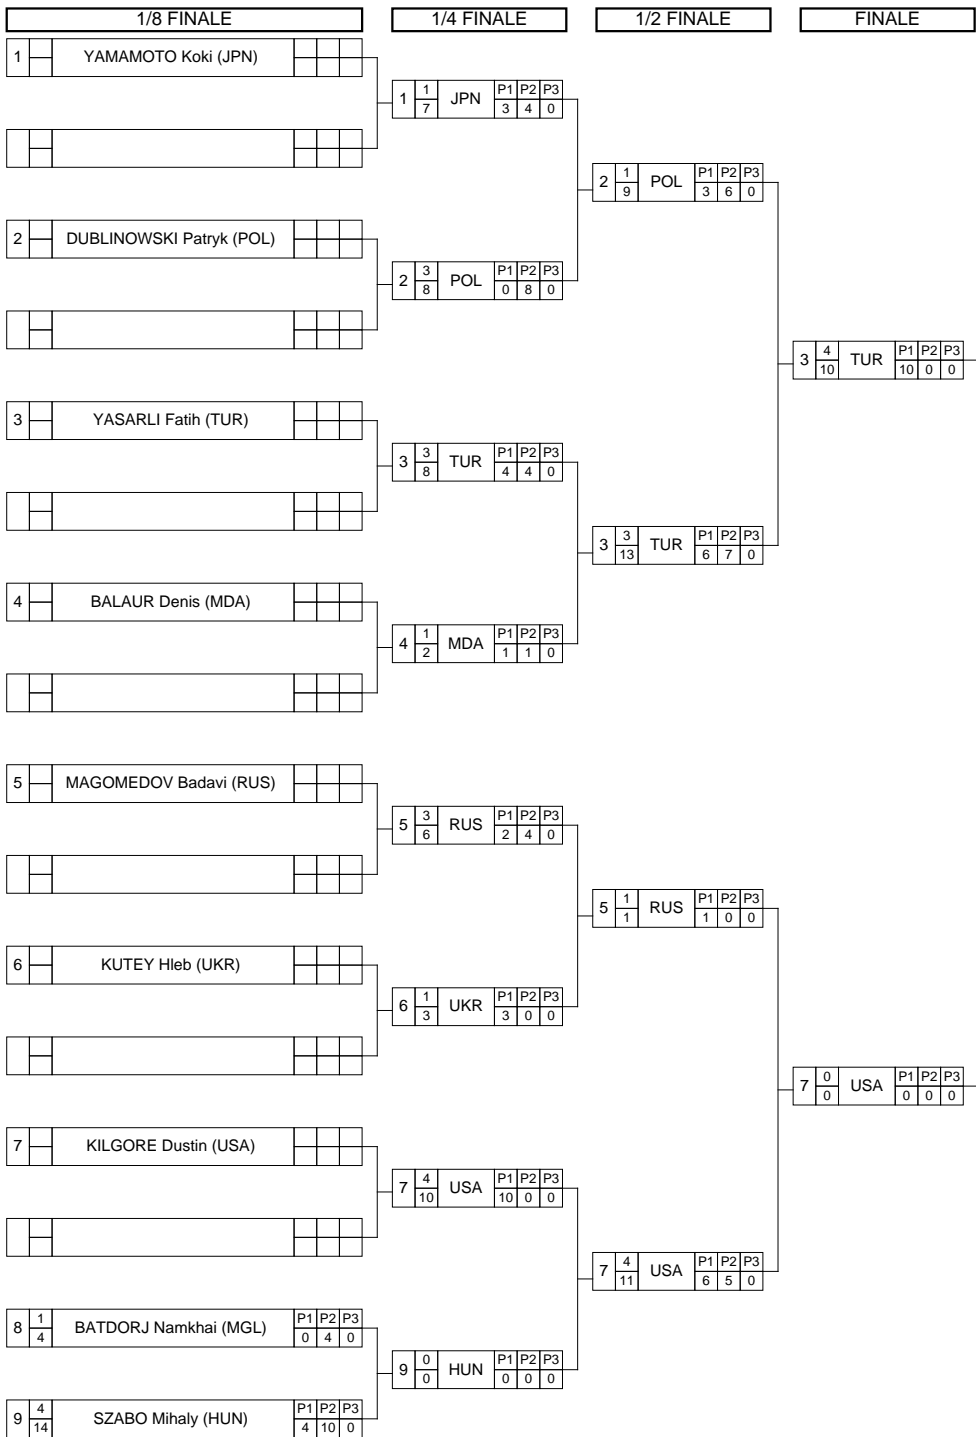 1/8 FINALE 1/4 FINALE 1/2 FINALE FINALE
1 YAMAMOTO Koki (JPN)
1 1 7 JPN P1 P2 P3 3 4 0
2 1 9 POL P1 P2 P3 3 6 0
2 DUBLINOWSKI Patryk (POL)
2 3 8 POL P1 P2 P3 0 8 0
3 4 10 TUR P1 P2 P3 10 0 0
3 YASARLI Fatih (TUR)
3 3 8 TUR P1 P2 P3 4 4 0
3 3 13 TUR P1 P2 P3 6 7 0
4 BALAUR Denis (MDA)
4 1 2 MDA P1 P2 P3 1 1 0
5 MAGOMEDOV Badavi (RUS)
5 3 6 RUS P1 P2 P3 2 4 0
5 1 1 RUS P1 P2 P3 1 0 0
6 KUTEY Hleb (UKR)
6 1 3 UKR P1 P2 P3 3 0 0
7 0 0 USA P1 P2 P3 0 0 0
7 KILGORE Dustin (USA)
7 4 10 USA P1 P2 P3 10 0 0
7 4 11 USA P1 P2 P3 6 5 0
8 1 4 BATDORJ Namkhai (MGL) P1 P2 P3 0 4 0
9 0 0 HUN P1 P2 P3 0 0 0
9 4 14 SZABO Mihaly (HUN) P1 P2 P3 4 10 0